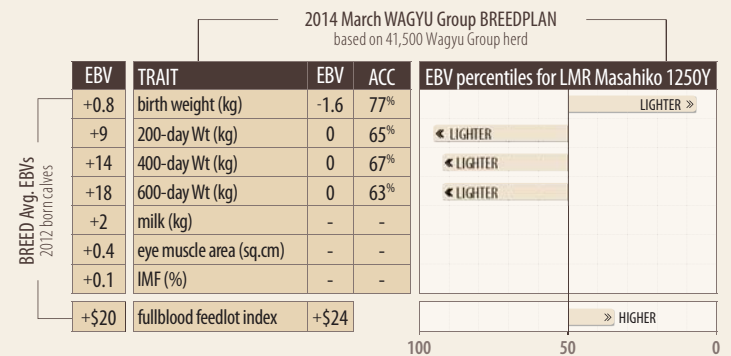 2014 March WAGYU Group BREEDPLAN
based on 41,500 Wagyu Group herd
EBV TRAIT EBV ACC EBV percentiles for LMR Masahiko 1250Y
+0.8 birth weight (kg) -1.6 77% LIGHTER »
+9 200-day Wt (kg) 0 65% « LIGHTER
+14 400-day Wt (kg) 0 67% « LIGHTER
+18 600-day Wt (kg) 0 63% « LIGHTER
+2 milk (kg) - -
+0.4 eye muscle area (sq.cm) - -
+0.1 IMF (%) - -
+$20 fullblood feedlot index +$24 » HIGHER
100 50 0
BREED Avg. EBVs
2012 born calves